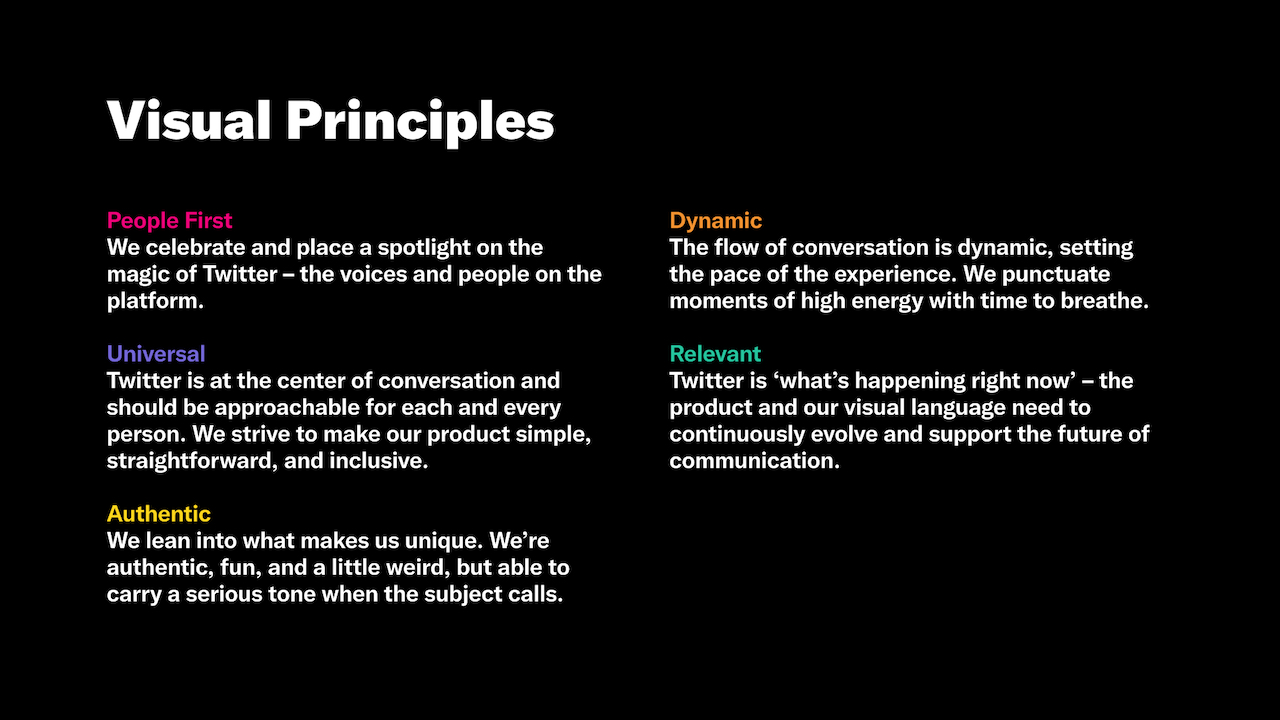 Visual Principles
People First
We celebrate and place a spotlight on the
magic of Twitter – the voices and people on the
platform.
Universal
Twitter is at the center of conversation and
should be approachable for each and every
person. We strive to make our product simple,
straightforward, and inclusive.
Authentic
We lean into what makes us unique. We’re
authentic, fun, and a little weird, but able to
carry a serious tone when the subject calls.
Dynamic
The flow of conversation is dynamic, setting
the pace of the experience. We punctuate
moments of high energy with time to breathe.
Relevant
Twitter is ‘what’s happening right now’ – the
product and our visual language need to
continuously evolve and support the future of
communication.